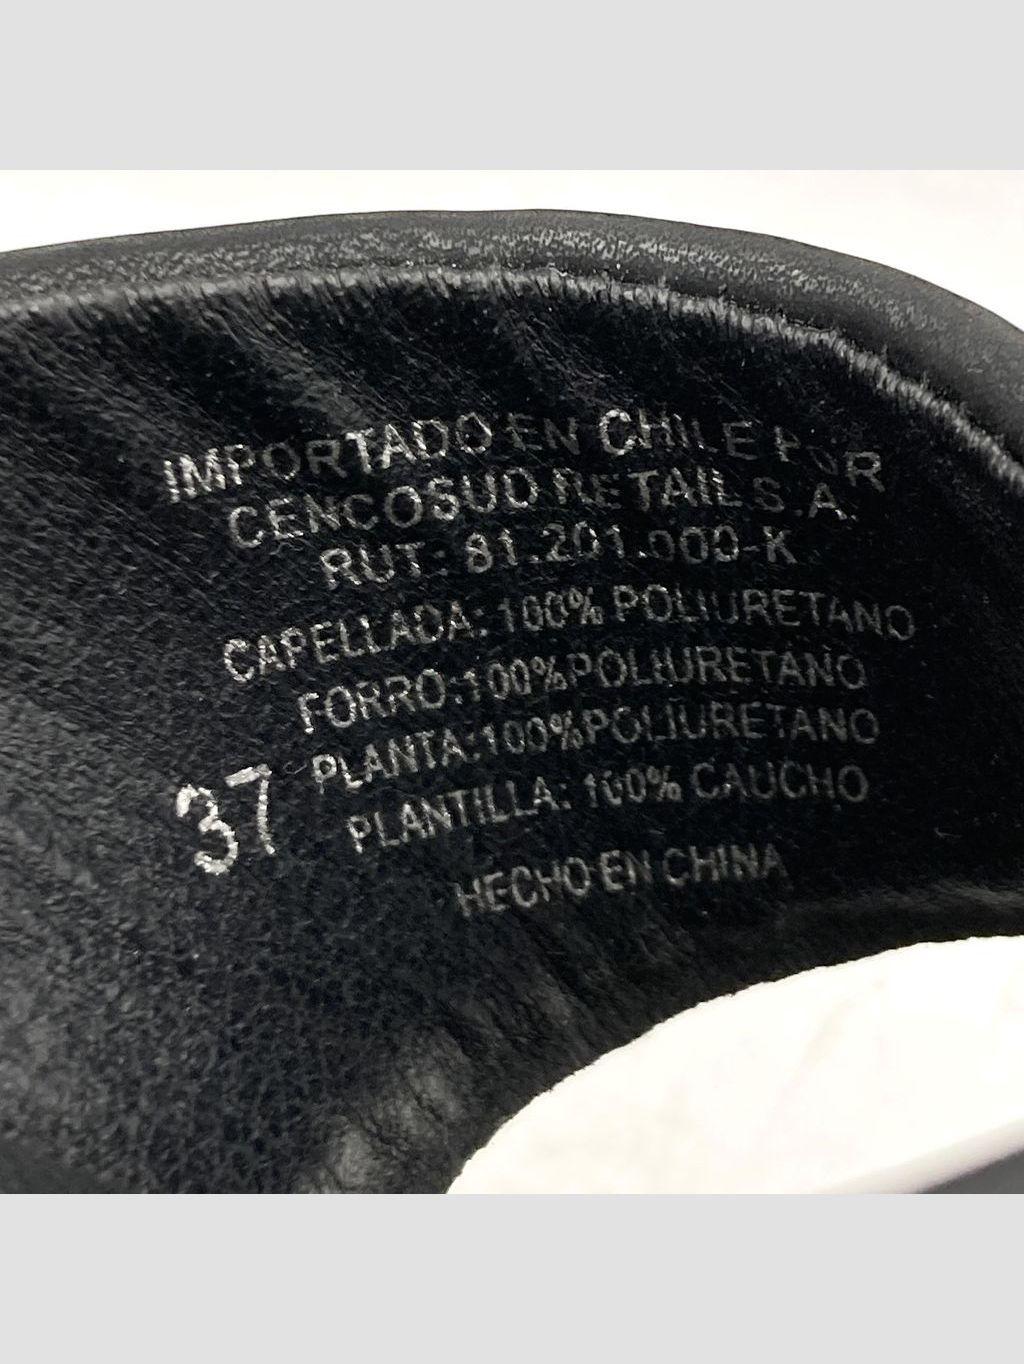 IMPORTADO EN CHILE POR
CENCOSUD RETAIL S.A.
RUT: 81.201.000-K
CAPELLADA: 100% POLIURETANO
FORRO:100%POLIURETANO
PLANTA:100%POLIURETANO
PLANTILLA: 100% CAUCHO
37
HECHO EN CHINA